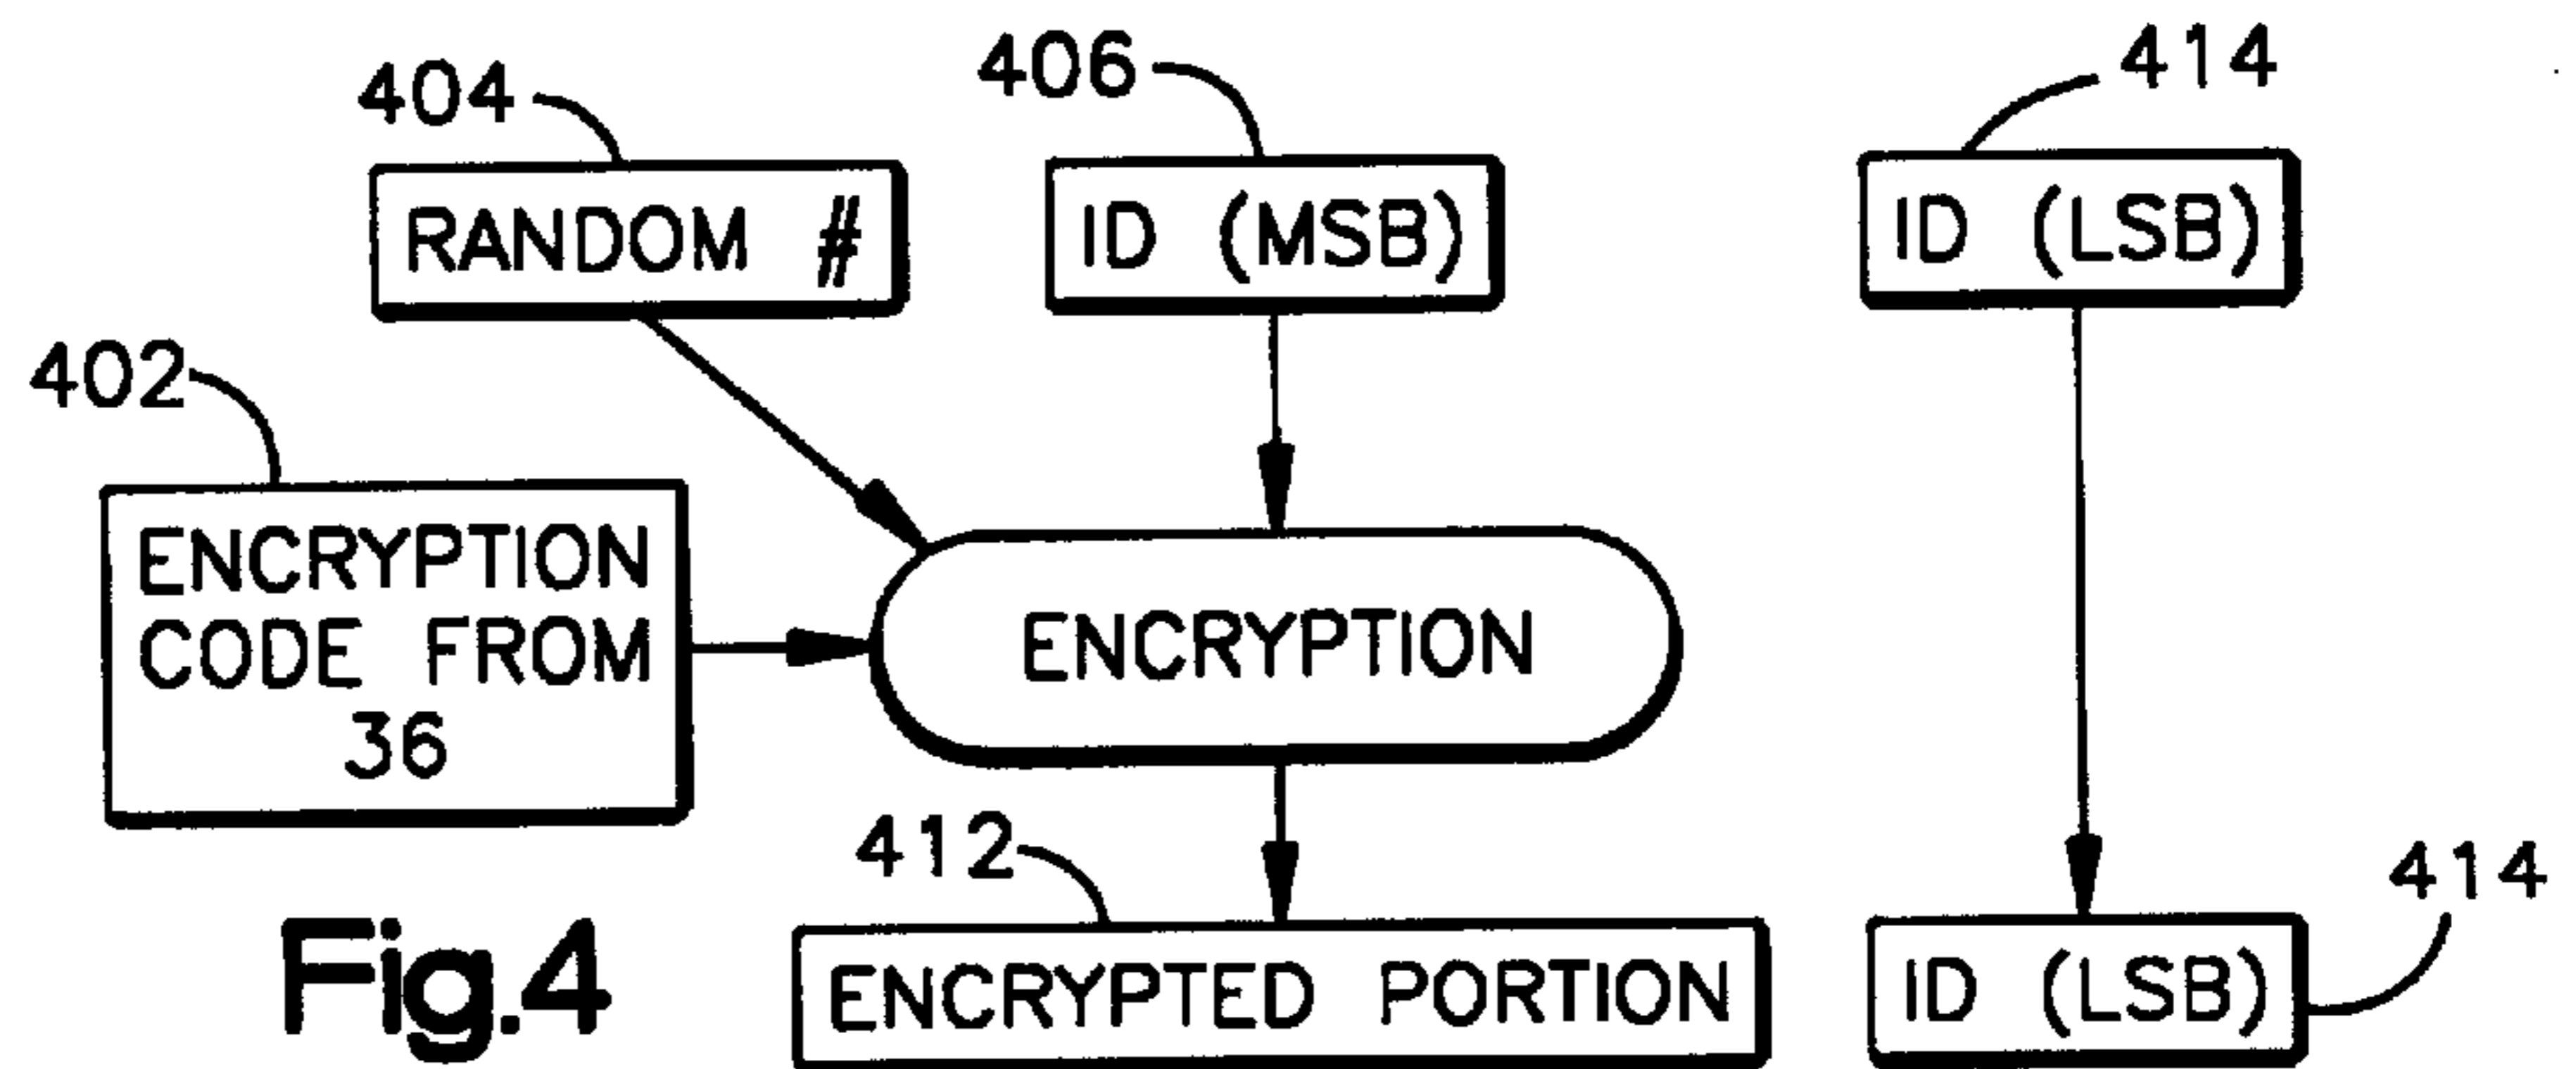 404
406
414
RANDOM #
ID (MSB)
ID (LSB)
402
ENCRYPTION
CODE FROM
36
ENCRYPTION
412
414
Fig.4
ENCRYPTED PORTION
ID (LSB)